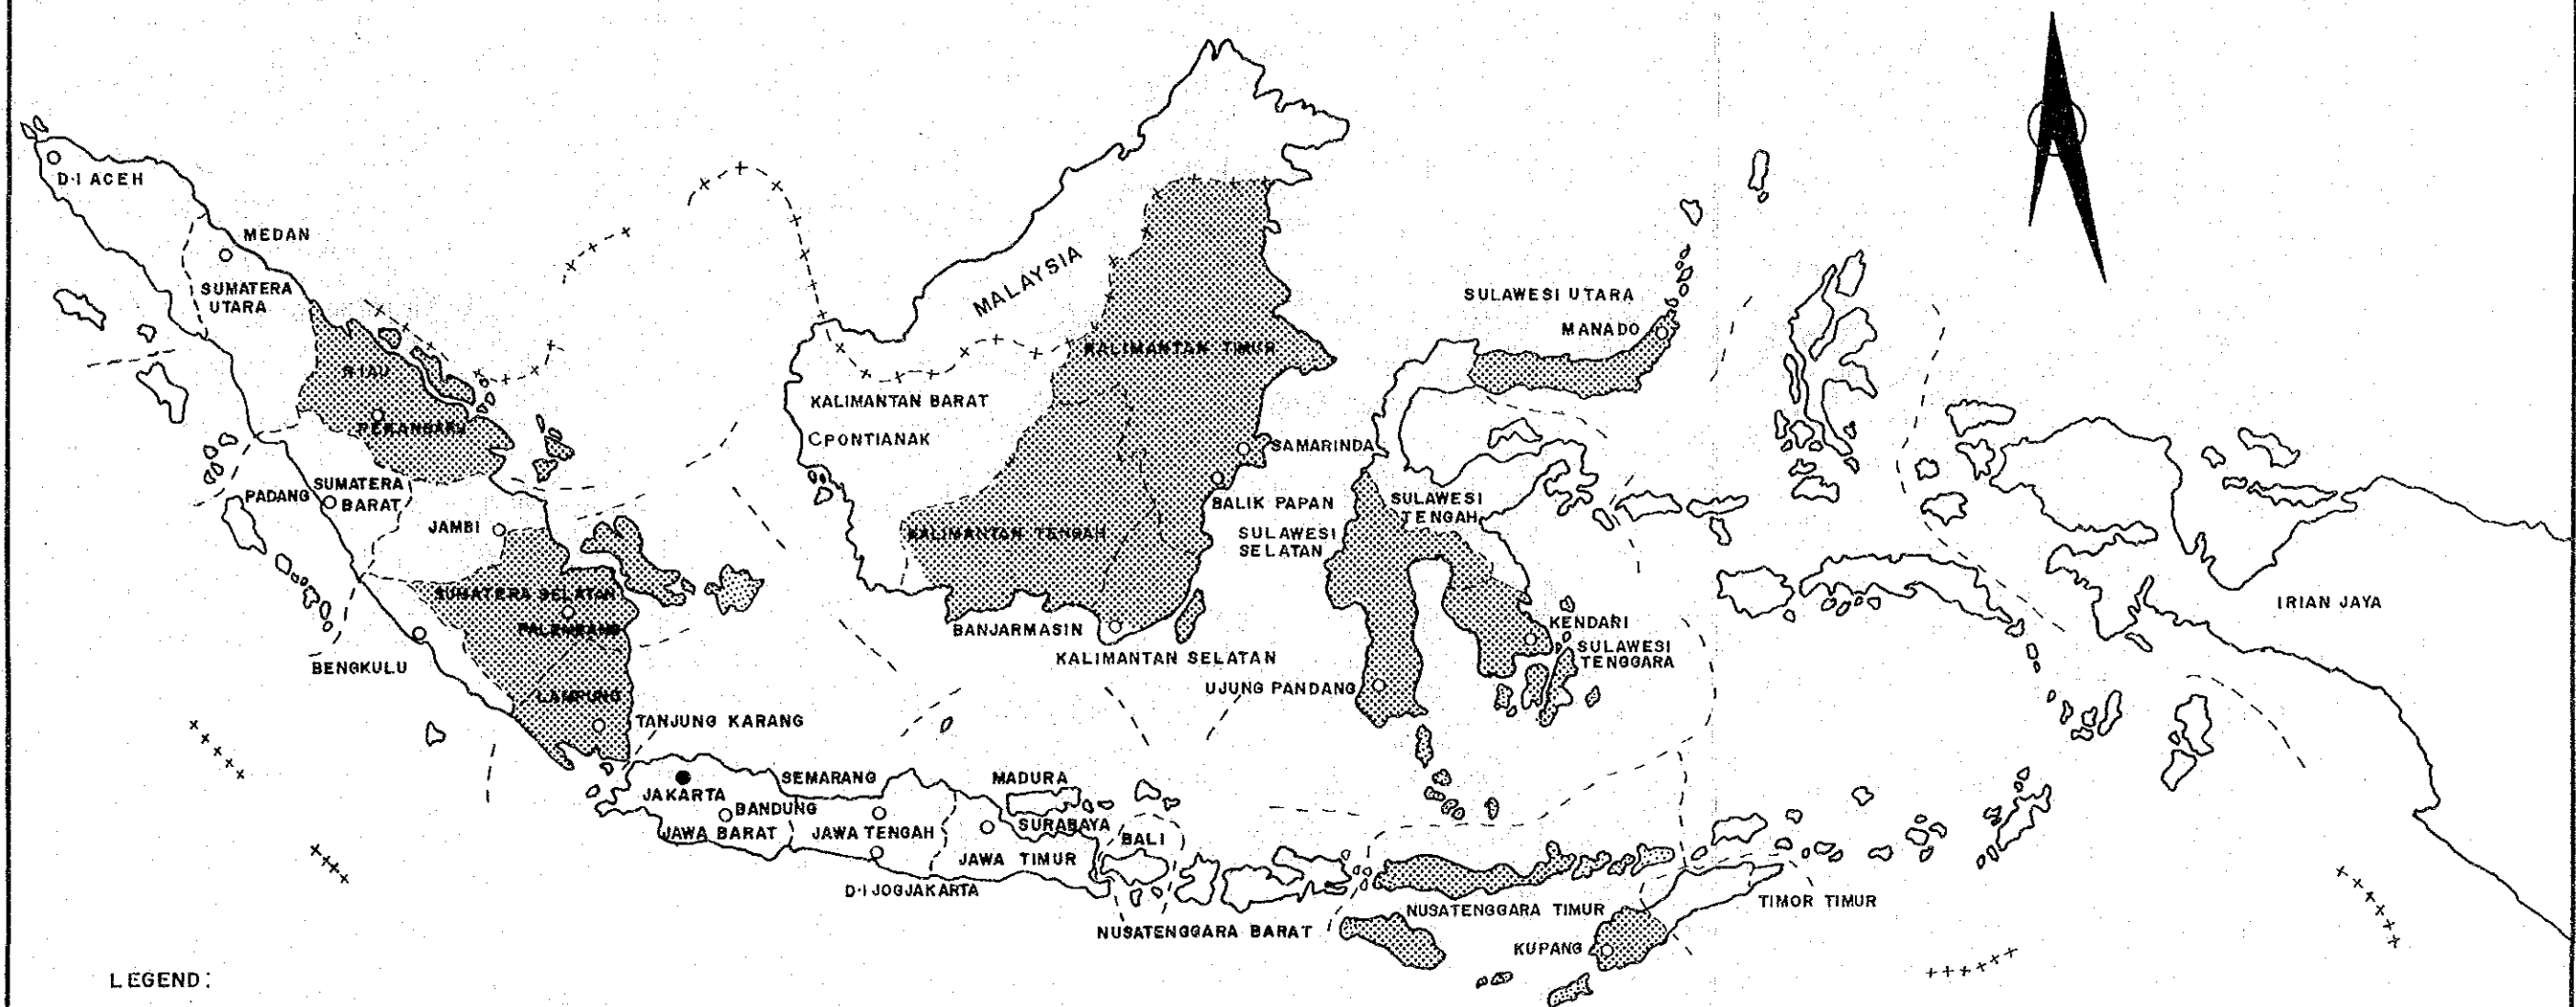 D·I ACEH
MEDAN
SUMATERA
UTARA
RIAU
PEKANBARU
PADANG
SUMATERA
BARAT
JAMBI
SUMATERA SELATAN
PALEMBANG
BENGKULU
LAMPUNG
TANJUNG KARANG
MALAYSIA
KALIMANTAN TIMUR
KALIMANTAN BARAT
PONTIANAK
SAMARINDA
BALIK PAPAN
KALIMANTAN TENGAH
BANJARMASIN
KALIMANTAN SELATAN
SULAWESI UTARA
MANADO
SULAWESI
TENGAH
SULAWESI
SELATAN
KENDARI
SULAWESI
TENGGARA
UJUNG PANDANG
IRIAN JAYA
JAKARTA
BANDUNG
JAWA BARAT
SEMARANG
JAWA TENGAH
D·I JOGJAKARTA
MADURA
SURABAYA
JAWA TIMUR
BALI
NUSATENGGARA BARAT
NUSATENGGARA TIMUR
KUPANG
TIMOR TIMUR
LEGEND: